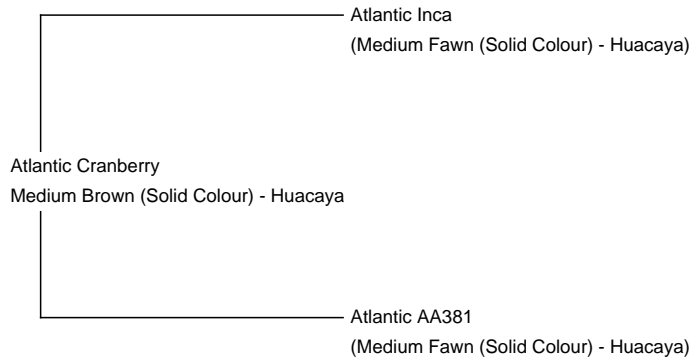 Atlantic Inca
(Medium Fawn (Solid Colour) - Huacaya)
Atlantic Cranberry
Medium Brown (Solid Colour) - Huacaya
Atlantic AA381
(Medium Fawn (Solid Colour) - Huacaya)